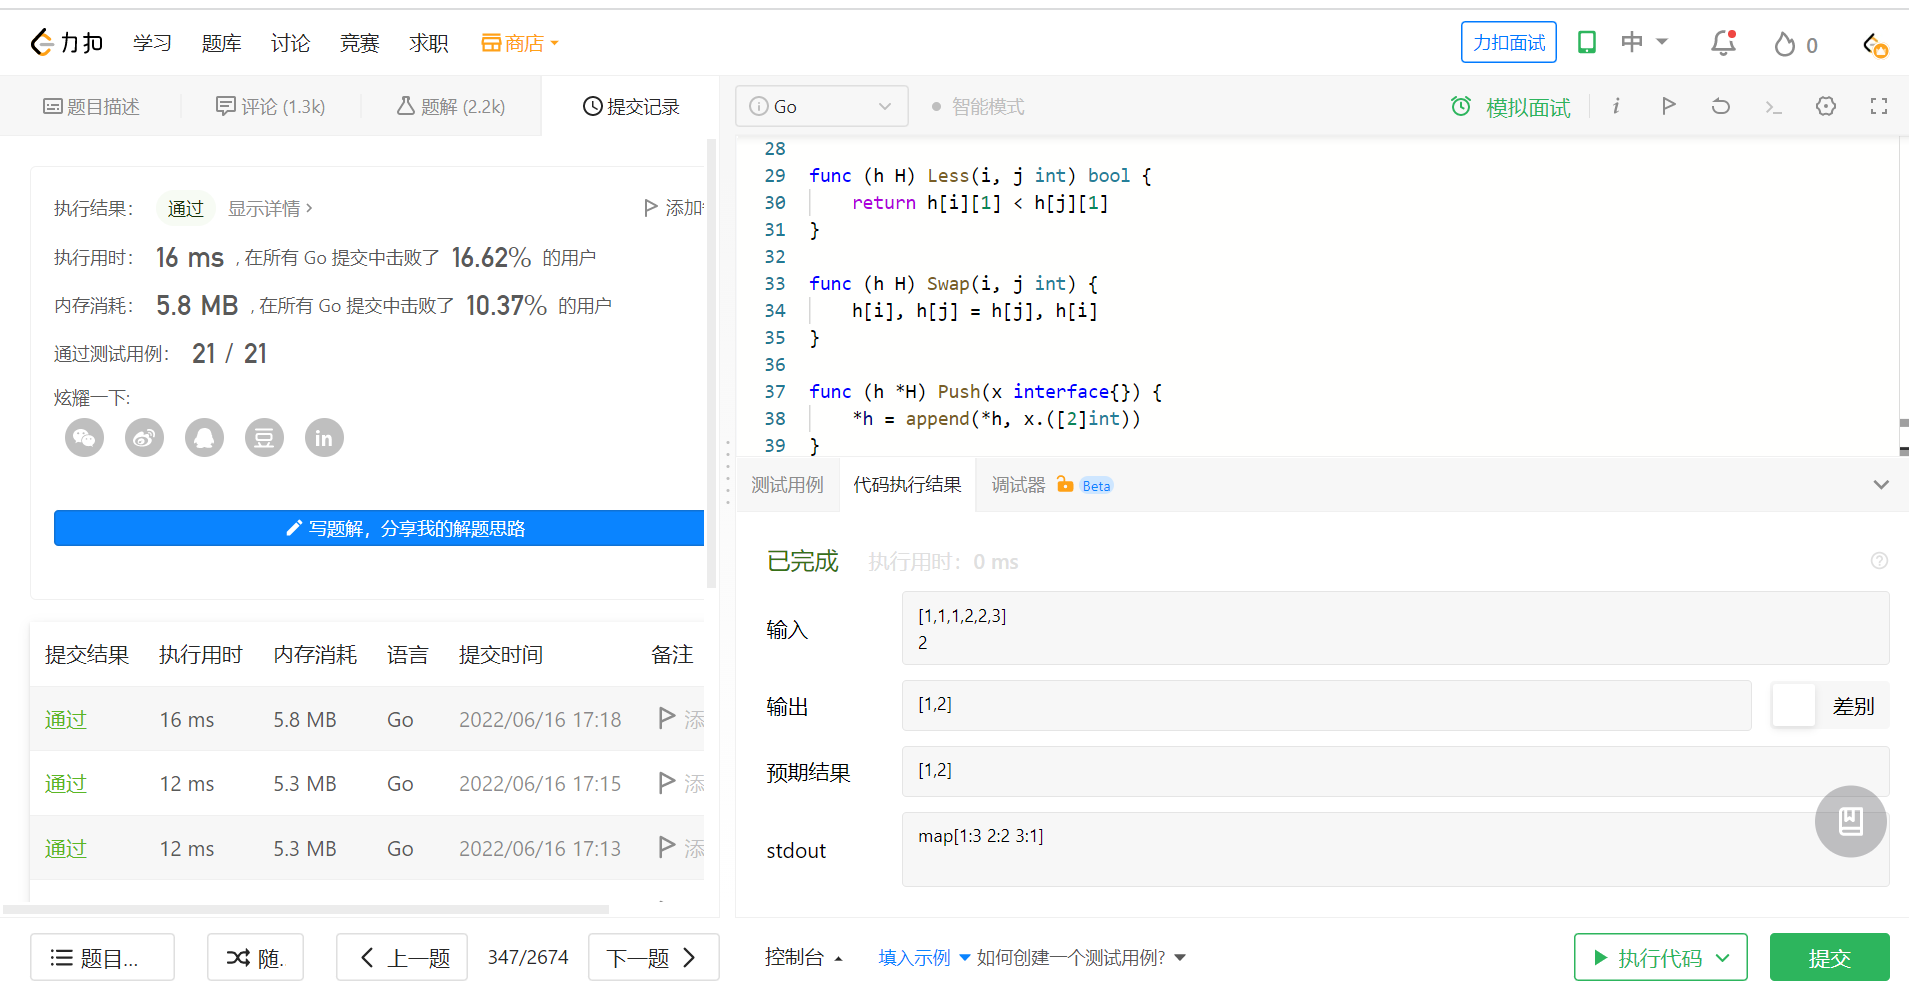 力扣 学习 题库 讨论 竞赛 求职 商店 力扣面试 中 0
题目描述 评论 (1.3k) 题解 (2.2k) 提交记录
执行结果： 通过 显示详情 > 添加
执行用时： 16 ms , 在所有 Go 提交中击败了 16.62% 的用户
内存消耗： 5.8 MB , 在所有 Go 提交中击败了 10.37% 的用户
通过测试用例： 21 / 21
炫耀一下:
豆 in
写题解，分享我的解题思路
提交结果 执行用时 内存消耗 语言 提交时间 备注
通过 16 ms 5.8 MB Go 2022/06/16 17:18 添
通过 12 ms 5.3 MB Go 2022/06/16 17:15 添
通过 12 ms 5.3 MB Go 2022/06/16 17:13 添
题目... 随. 上一题 347/2674 下一题
Go 智能模式 模拟面试
28
29 func (h H) Less(i, j int) bool {
30 return h[i][1] < h[j][1]
31 }
32
33 func (h H) Swap(i, j int) {
34 h[i], h[j] = h[j], h[i]
35 }
36
37 func (h *H) Push(x interface{}) {
38 *h = append(*h, x.([2]int))
39 }
测试用例 代码执行结果 调试器 Beta
已完成 执行用时：0 ms
输入
[1,1,1,2,2,3]
2
输出 [1,2] 差别
预期结果 [1,2]
stdout map[1:3 2:2 3:1]
控制台 填入示例 如何创建一个测试用例? 执行代码 提交